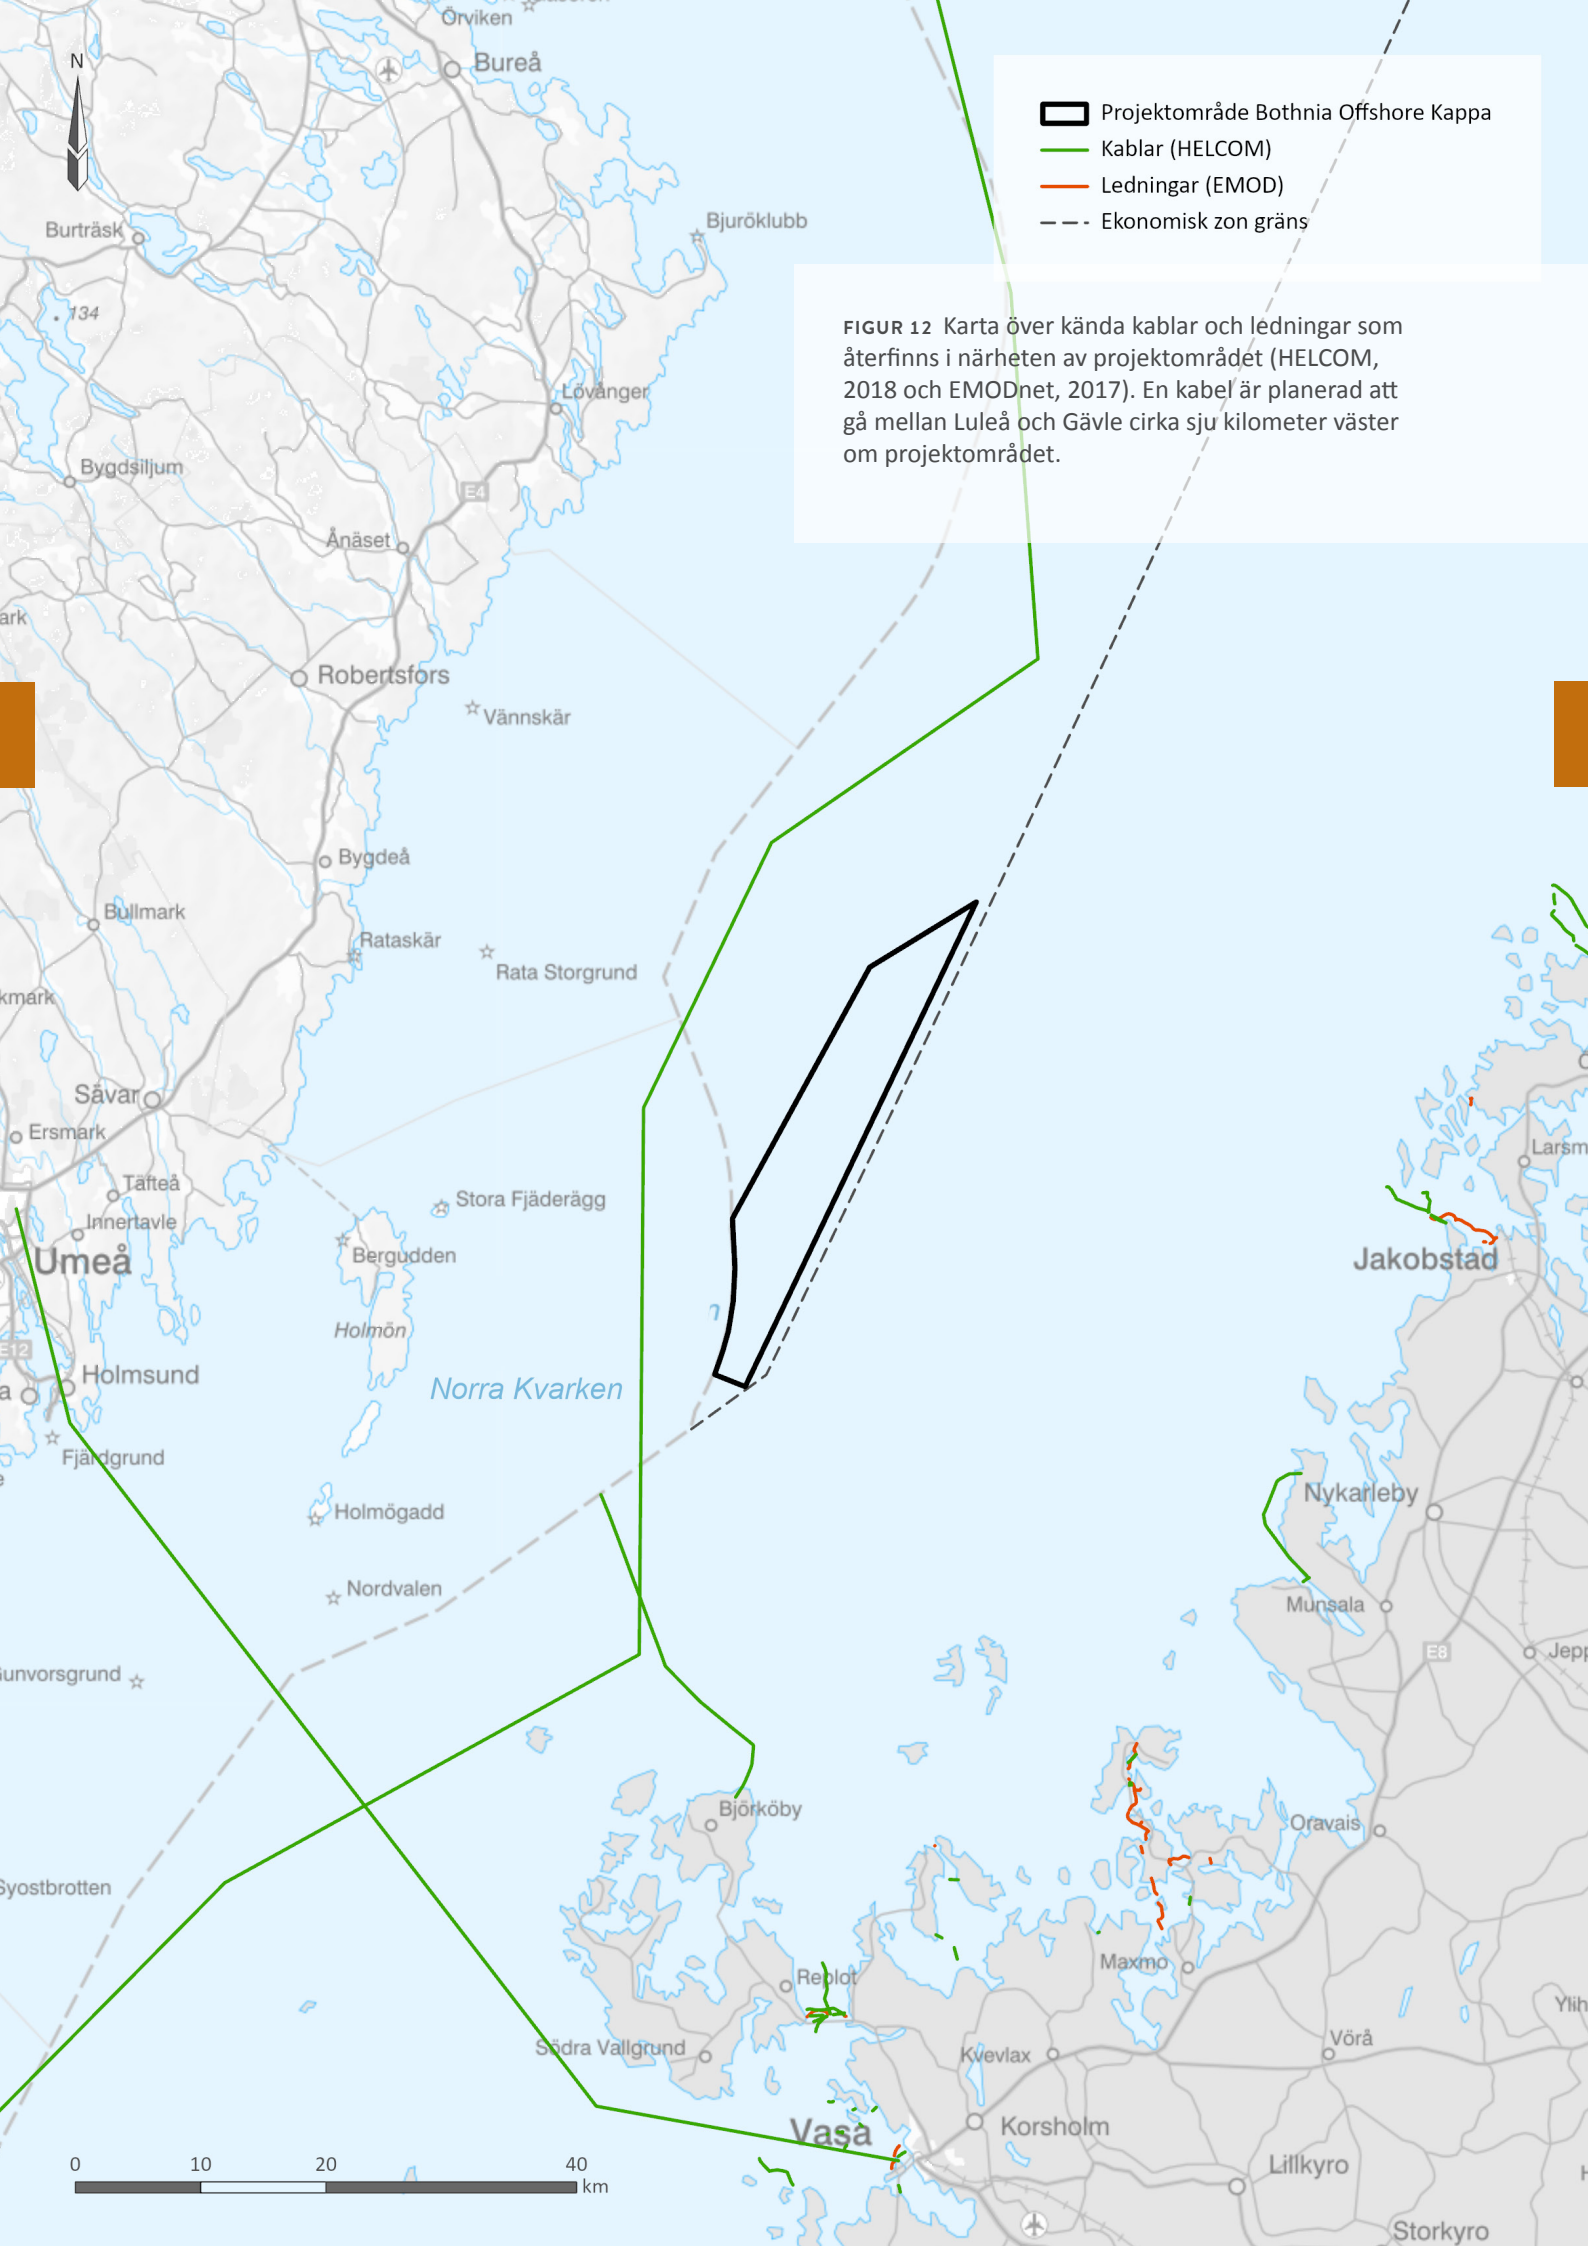 Örviken
N
Bureå
Projektområde Bothnia Offshore Kappa
Kablar (HELCOM)
Ledningar (EMOD)
Ekonomisk zon gräns
Burträsk
Bjuröklubb
134
FIGUR 12 Karta över kända kablar och ledningar som
återfinns i närheten av projektområdet (HELCOM,
2018 och EMODnet, 2017). En kabel är planerad att
gå mellan Luleå och Gävle cirka sju kilometer väster
om projektområdet.
Lövånger
Bygdsiljum
E4
Ånäset
ark
Robertsfors
Vännskär
Bygdeå
Bullmark
Rataskär
Rata Storgrund
kmark
Sävar
Ersmark
Larsm
Täfteå
Stora Fjäderägg
Innertavle
Umeå
Bergudden
Jakobstad
Holmön
E12
Holmsund
a
Norra Kvarken
Fjärdgrund
e
Nykarleby
Holmögadd
Nordvalen
Munsala
E8
Jepp
Gunvorsgrund
Björköby
Oravais
Syostbrotten
Maxmo
Replot
Ylih
Vörå
Södra Vallgrund
Kvevlax
Vasa
Korsholm
Lillkyro
0 10 20 40
km
Storkyro